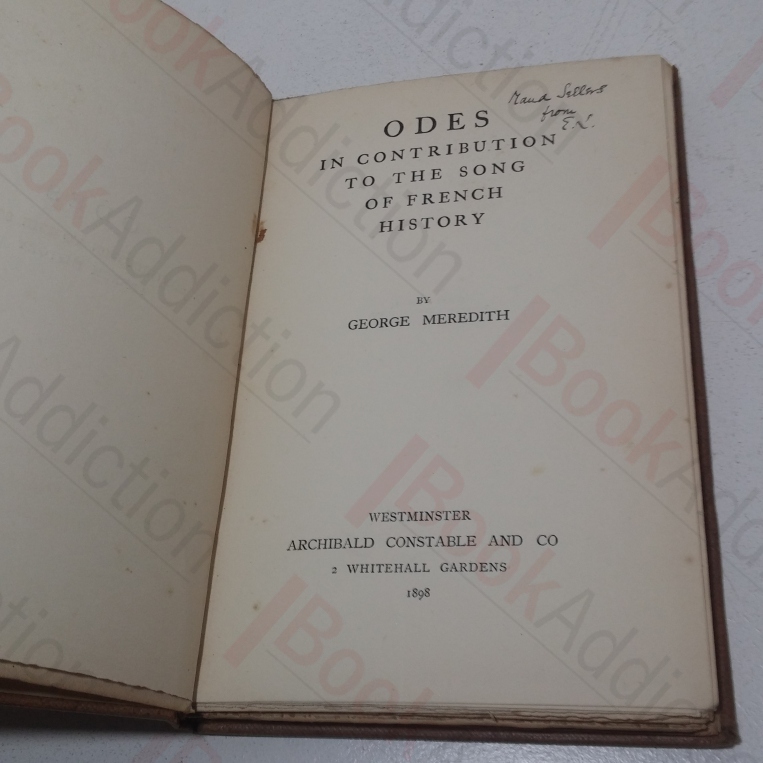 Maud Sellers
from
E.L.
ODES
IN CONTRIBUTION
TO THE SONG
OF FRENCH
HISTORY
BY
GEORGE MEREDITH
WESTMINSTER
ARCHIBALD CONSTABLE AND CO
2 WHITEHALL GARDENS
1898
BookAddiction